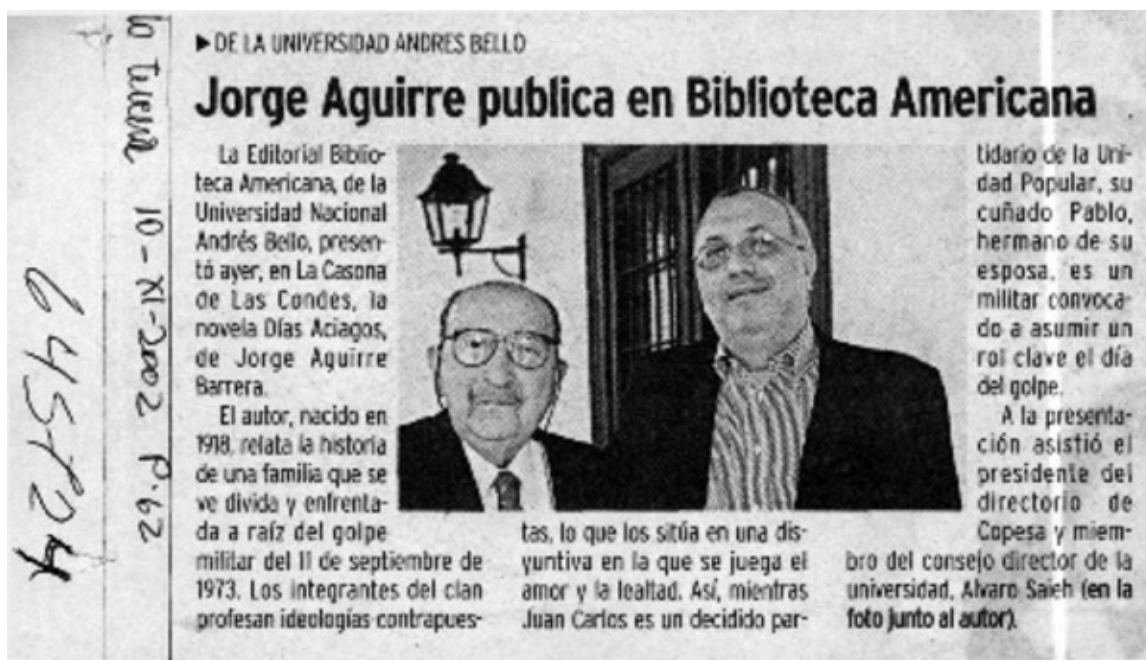 ▶ DE LA UNIVERSIDAD ANDRES BELLO
Jorge Aguirre publica en Biblioteca Americana
La Editorial Biblio-
teca Americana, de la
Universidad Nacional
Andrés Bello, presen-
tó ayer, en La Casona
de Las Condes, la
novela Días Aciagos,
de Jorge Aguirre
Barrera.
El autor, nacido en
1918, relata la historia
de una familia que se
ve divida y enfrenta-
da a raíz del golpe
militar del 11 de septiembre de
1973. Los integrantes del clan
profesan ideologías contrapues-
tas, lo que los sitúa en una dis-
yuntiva en la que se juega el
amor y la lealtad. Así, mientras
Juan Carlos es un decidido par-
tidario de la Uni-
dad Popular, su
cuñado Pablo,
hermano de su
esposa, es un
militar convoca-
do a asumir un
rol clave el día
del golpe.
A la presenta-
ción asistió el
presidente del
directorio de
Copesa y miem-
bro del consejo director de la
universidad, Alvaro Saieh (en la
foto junto al autor).
10-XI-2002 P.62